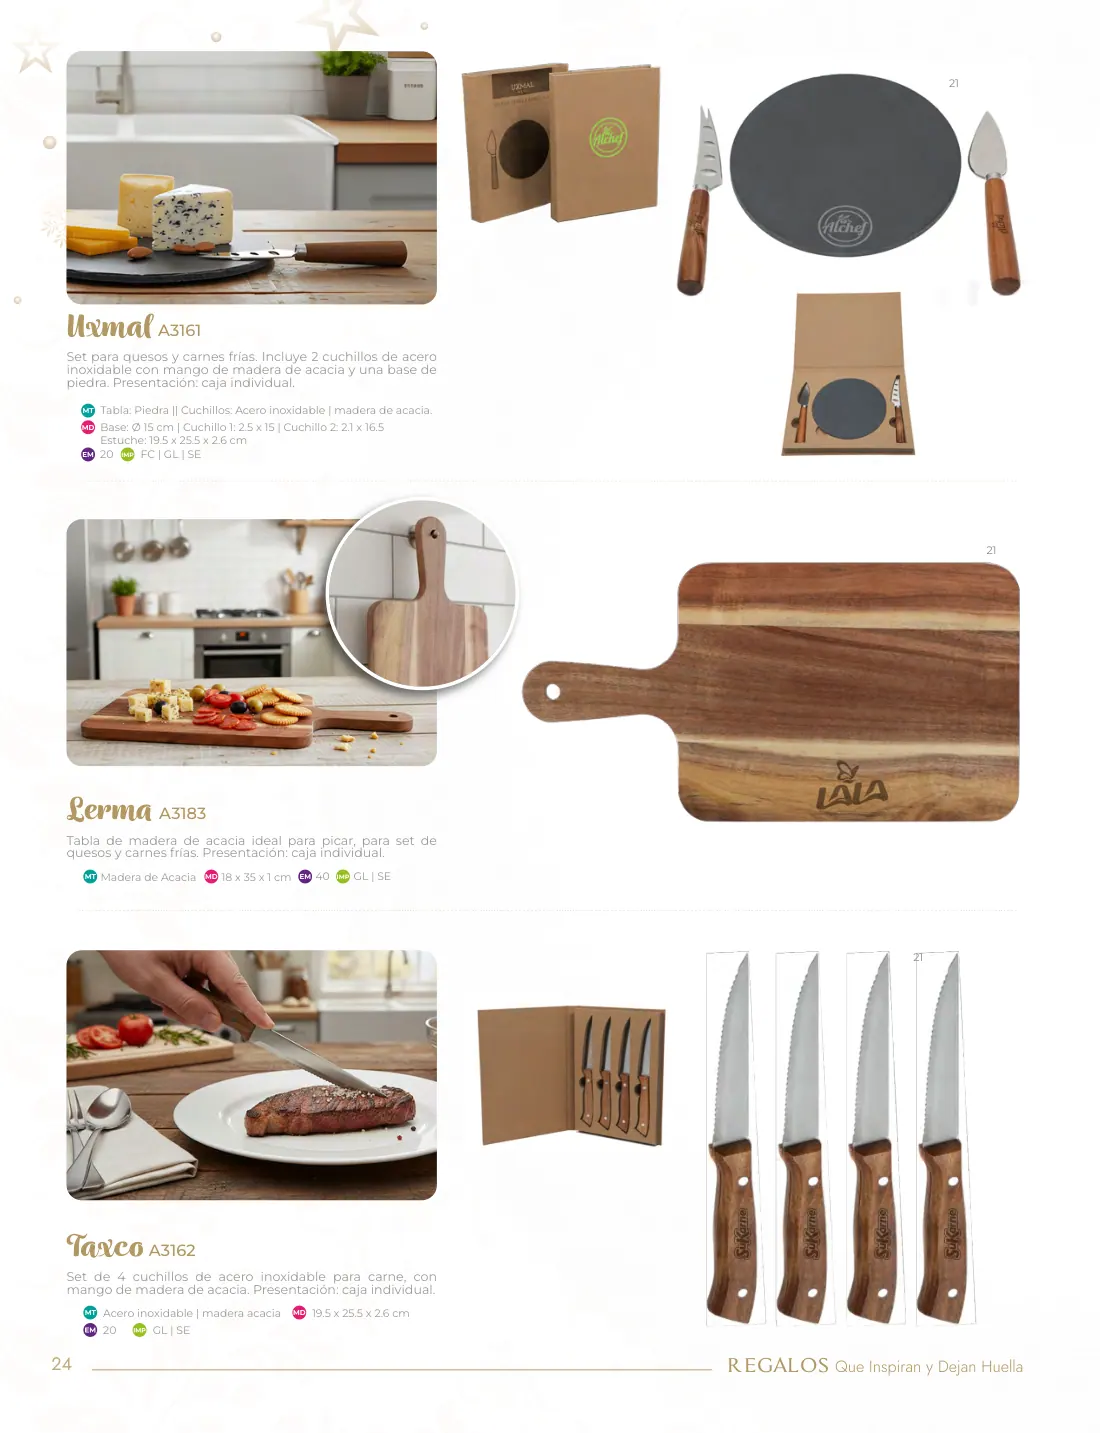 UXMAL
Alchef
21
Alchef
Uxmal A3161
Set para quesos y carnes frías. Incluye 2 cuchillos de acero
inoxidable con mango de madera de acacia y una base de
piedra. Presentación: caja individual.
MT Tabla: Piedra || Cuchillos: Acero inoxidable | madera de acacia.
MD Base: Ø 15 cm | Cuchillo 1: 2.5 x 15 | Cuchillo 2: 2.1 x 16.5
Estuche: 19.5 x 25.5 x 2.6 cm
EM 20 IMP FC | GL | SE
21
LALA
Lerma A3183
Tabla de madera de acacia ideal para picar, para set de
quesos y carnes frías. Presentación: caja individual.
MT Madera de Acacia MD 18 x 35 x 1 cm EM 40 IMP GL | SE
21
SuKarne SuKarne SuKarne SuKarne
Taxco A3162
Set de 4 cuchillos de acero inoxidable para carne, con
mango de madera de acacia. Presentación: caja individual.
MT Acero inoxidable | madera acacia MD 19.5 x 25.5 x 2.6 cm
EM 20 IMP GL | SE
24 REGALOS Que Inspiran y Dejan Huella